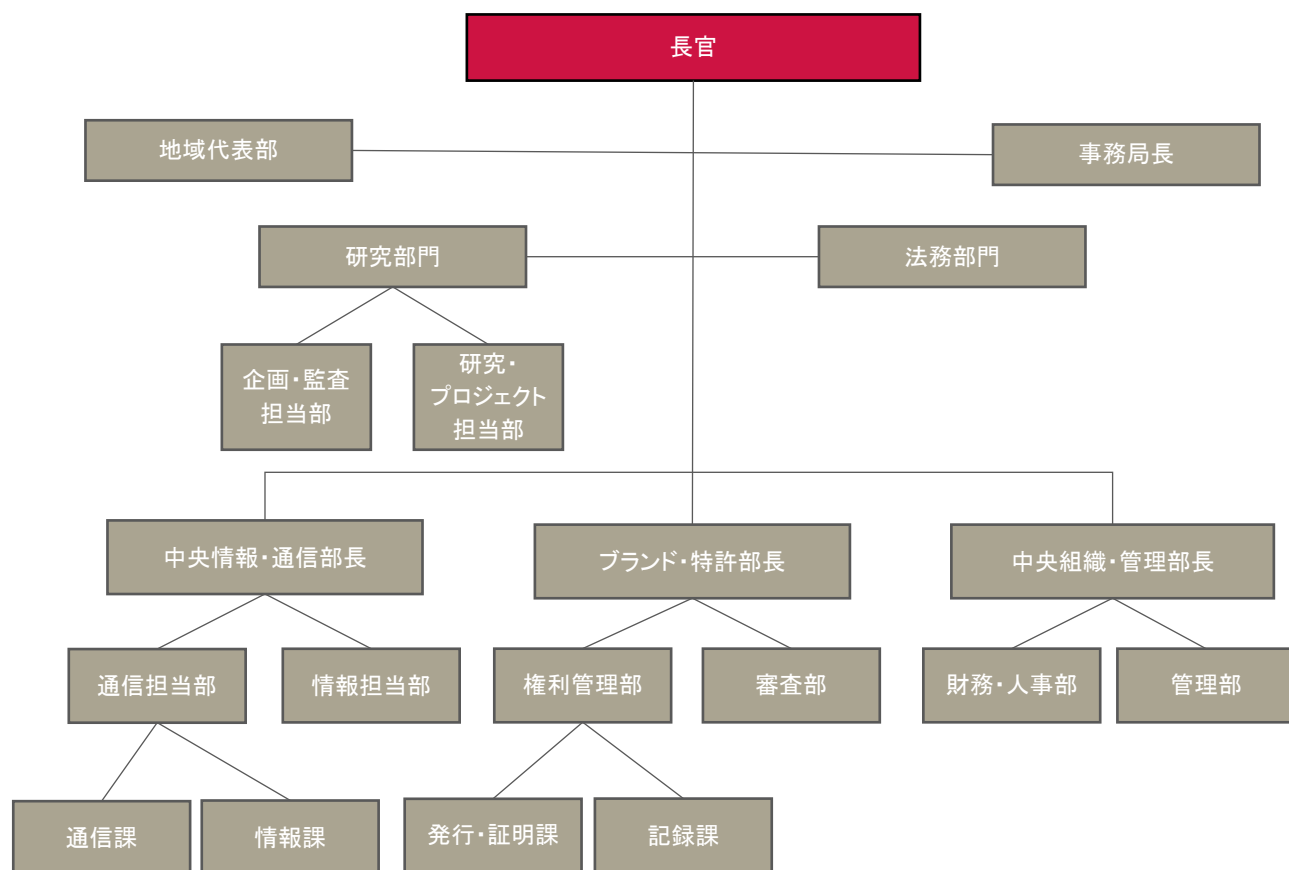 長官
地域代表部
事務局長
研究部門
法務部門
企画・監査
担当部
研究・
プロジェクト
担当部
中央情報・通信部長
ブランド・特許部長
中央組織・管理部長
通信担当部
情報担当部
権利管理部
審査部
財務・人事部
管理部
通信課
情報課
発行・証明課
記録課